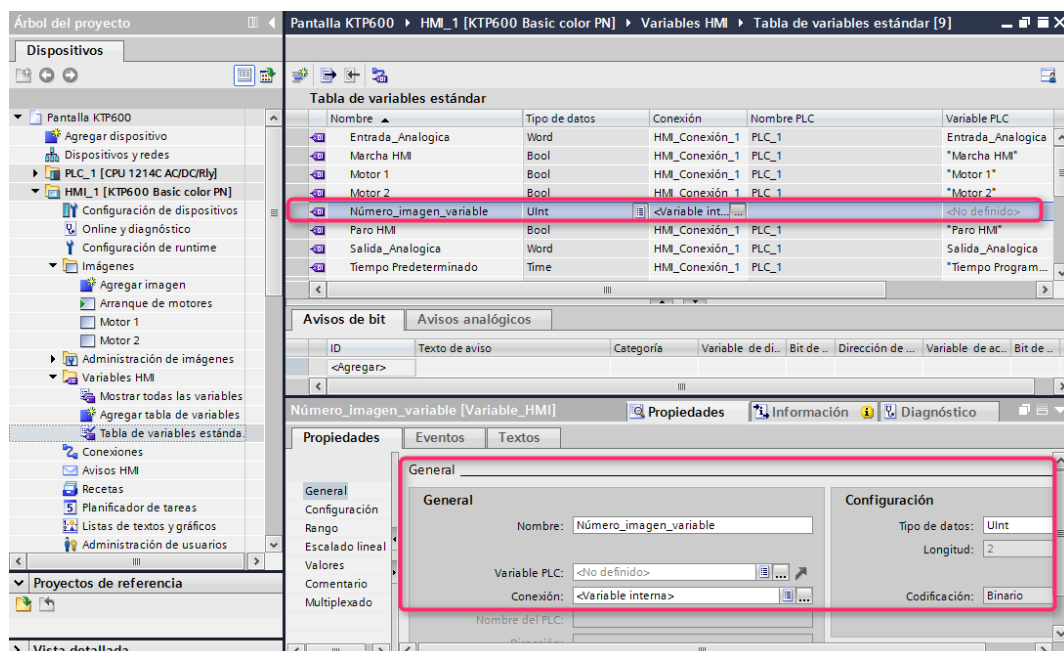 Árbol del proyecto
Pantalla KTP600 HMI_1 [KTP600 Basic color PN] Variables HMI Tabla de variables estándar [9]
Dispositivos
Tabla de variables estándar
Nombre Tipo de datos Conexión Nombre PLC Variable PLC
Entrada_Analogica Word HMI_Conexión_1 PLC_1 Entrada_Analogica
Marcha HMI Bool HMI_Conexión_1 PLC_1 "Marcha HMI"
Motor 1 Bool HMI_Conexión_1 PLC_1 "Motor 1"
Motor 2 Bool HMI_Conexión_1 PLC_1 "Motor 2"
Número_imagen_variable UInt <Variable int... ... <No definido>
Paro HMI Bool HMI_Conexión_1 PLC_1 "Paro HMI"
Salida_Analogica Word HMI_Conexión_1 PLC_1 Salida_Analogica
Tiempo Predeterminado Time HMI_Conexión_1 PLC_1 "Tiempo Program...
Pantalla KTP600
Agregar dispositivo
Dispositivos y redes
PLC_1 [CPU 1214C AC/DC/Rly]
HMI_1 [KTP600 Basic color PN]
Configuración de dispositivos
Online y diagnóstico
Configuración de runtime
Imágenes
Agregar imagen
Arranque de motores
Motor 1
Motor 2
Administración de imágenes
Variables HMI
Mostrar todas las variables
Agregar tabla de variables
Tabla de variables estánda.
Conexiones
Avisos HMI
Recetas
Planificador de tareas
Listas de textos y gráficos
Administración de usuarios
Proyectos de referencia
Vista detallada
Avisos de bit Avisos analógicos
ID Texto de aviso Categoría Variable de di.. Bit de .. Dirección de ... Variable de ac.. Bit de ..
<Agregar>
Número_imagen_variable [Variable_HMI]
Propiedades Información Diagnóstico
Propiedades Eventos Textos
General
Configuración
Rango
Escalado lineal
Valores
Comentario
Multiplexado
General
General
Nombre: Número_imagen_variable
Variable PLC: <No definido> ...
Conexión: <Variable interna> ...
Nombre del PLC:
Configuración
Tipo de datos: UInt
Longitud: 2
Codificación: Binario